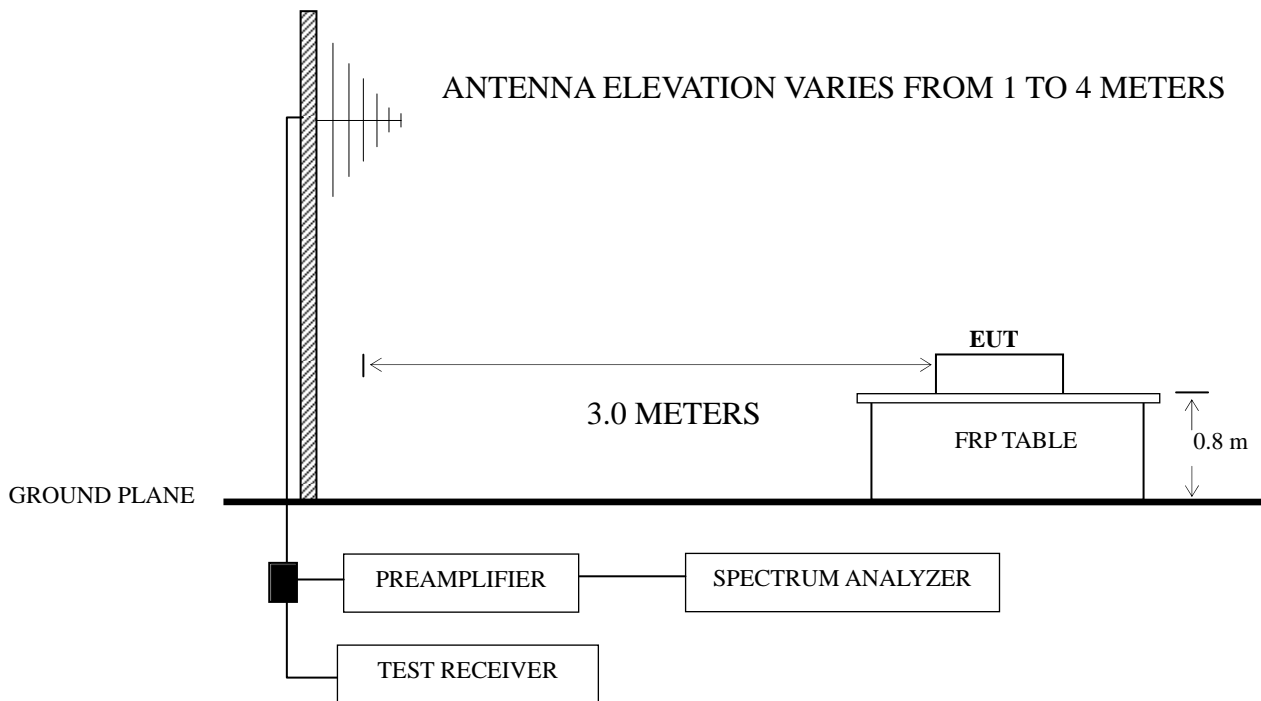 ANTENNA ELEVATION VARIES FROM 1 TO 4 METERS
EUT
3.0 METERS
FRP TABLE
0.8 m
GROUND PLANE
PREAMPLIFIER
SPECTRUM ANALYZER
TEST RECEIVER